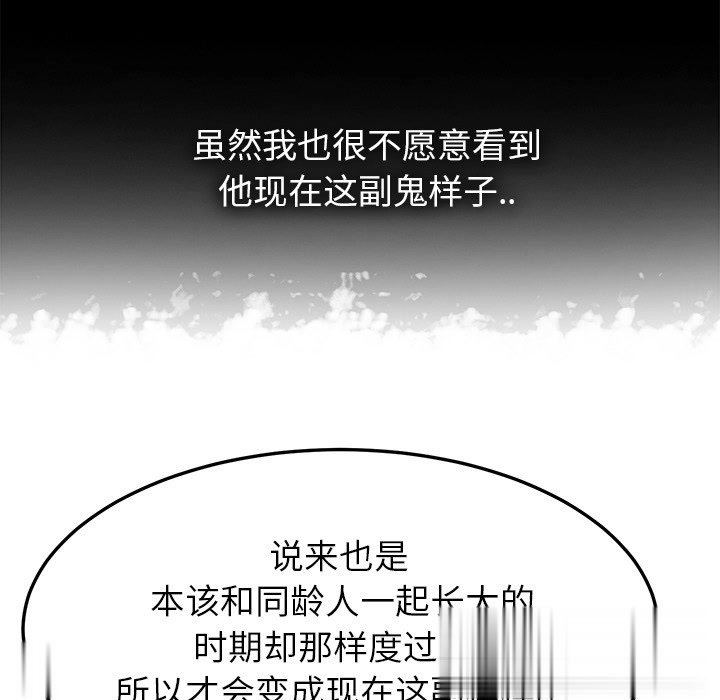 虽然我也很不愿意看到
他现在这副鬼样子..
说来也是
本该和同龄人一起长大的
时期却那样度过
所以才会变成现在这副